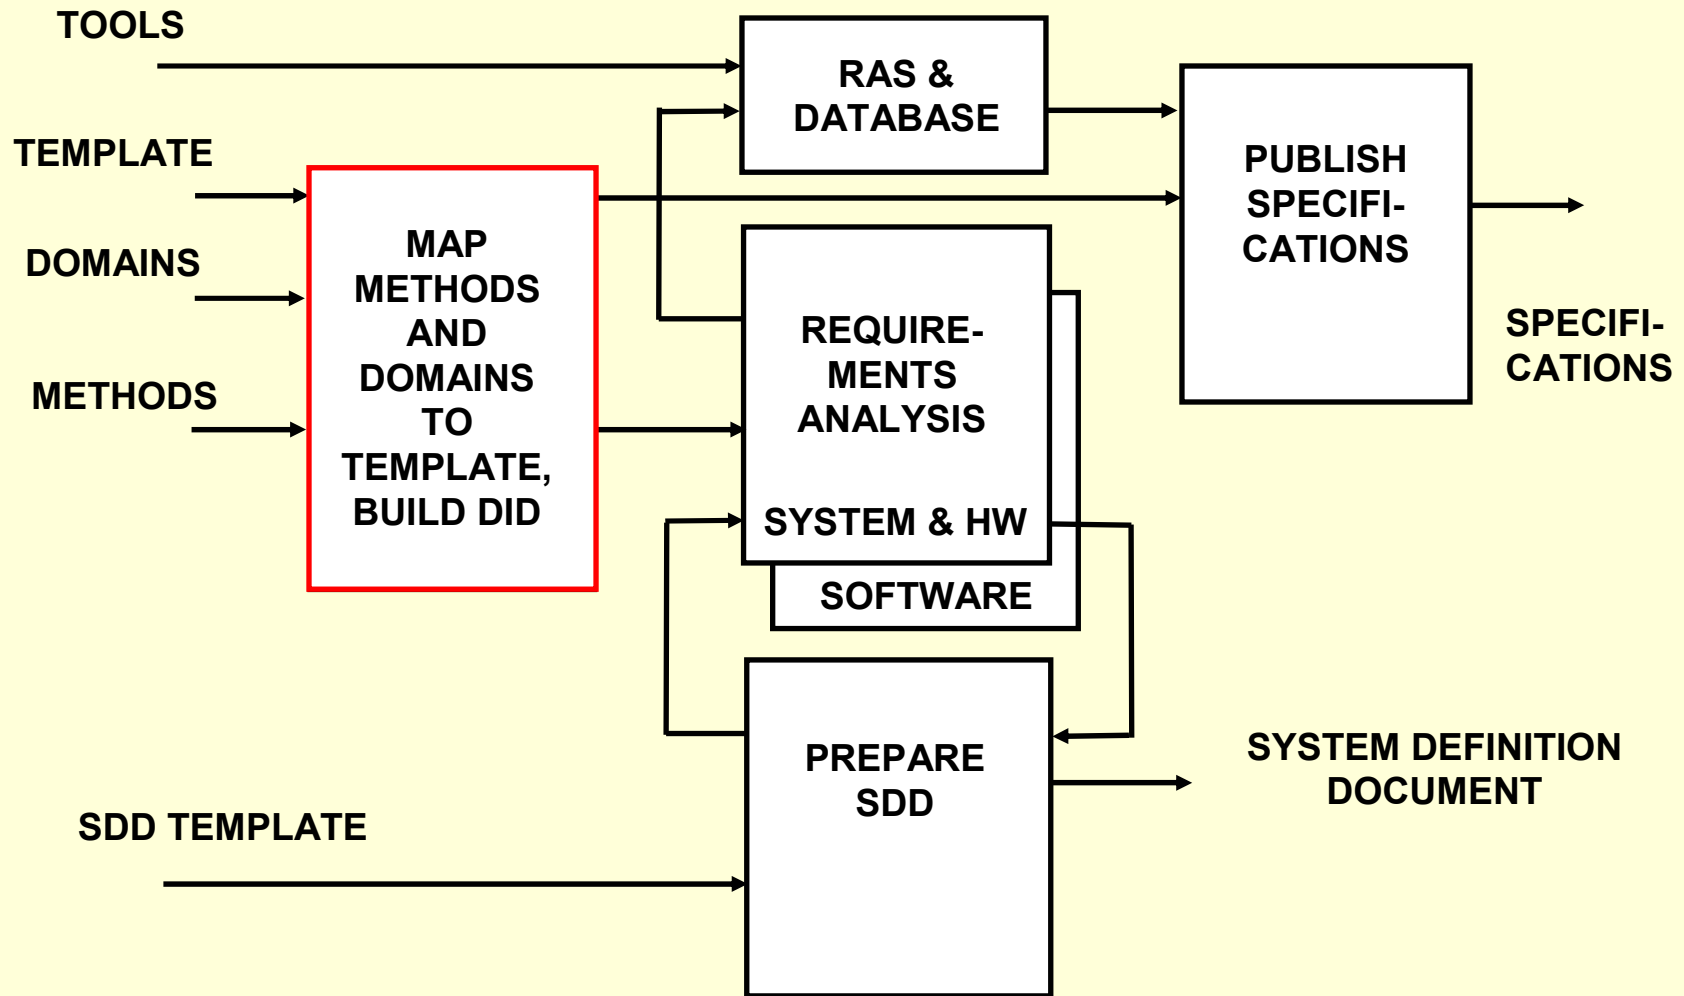 TOOLS
RAS &
DATABASE
TEMPLATE
PUBLISH
SPECIFI-
CATIONS
MAP
METHODS
AND
DOMAINS
TO
TEMPLATE,
BUILD DID
DOMAINS
METHODS
REQUIRE-
MENTS
ANALYSIS
SYSTEM & HW
SOFTWARE
SPECIFI-
CATIONS
PREPARE
SDD
SYSTEM DEFINITION
DOCUMENT
SDD TEMPLATE